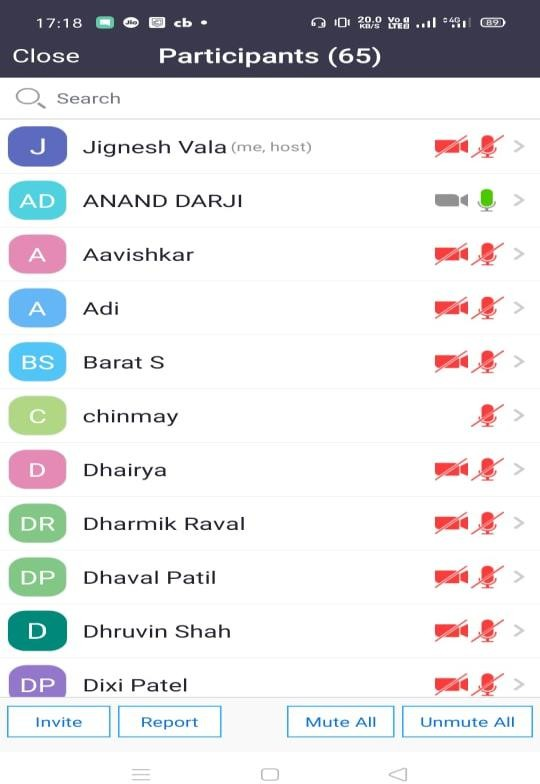 17:18 Jio cb • 20.0 KB/S Vo LTE 4G 89
Close Participants (65)
Search
J Jignesh Vala (me, host)
AD ANAND DARJI
A Aavishkar
A Adi
BS Barat S
C chinmay
D Dhairya
DR Dharmik Raval
DP Dhaval Patil
D Dhruvin Shah
DP Dixi Patel
Invite Report Mute All Unmute All